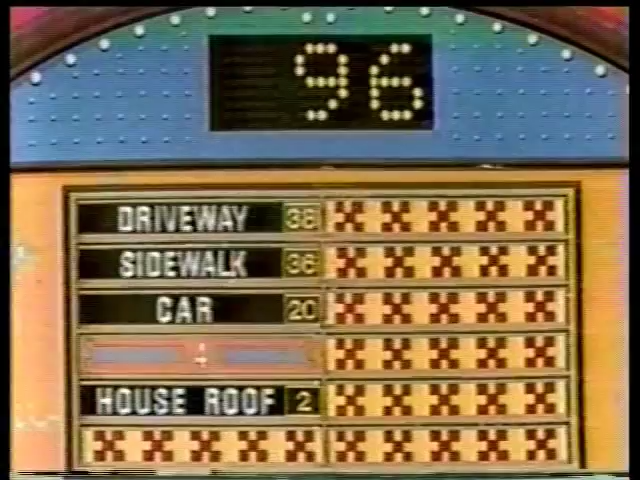 96
DRIVEWAY 38
SIDEWALK 36
CAR 20
4
HOUSE ROOF 2